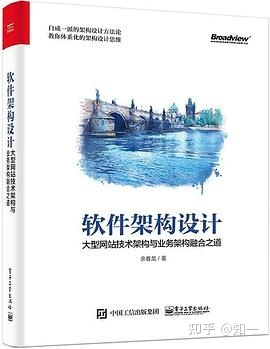 自成一派的架构设计方法论
教你体系化的架构设计思维
Broadview
软件架构设计
大型网站技术架构与
业务架构融合之道
软件架构设计
大型网站技术架构与业务架构融合之道
余春龙 著
中国工信出版集团
电子工业出版社
知乎 @知一